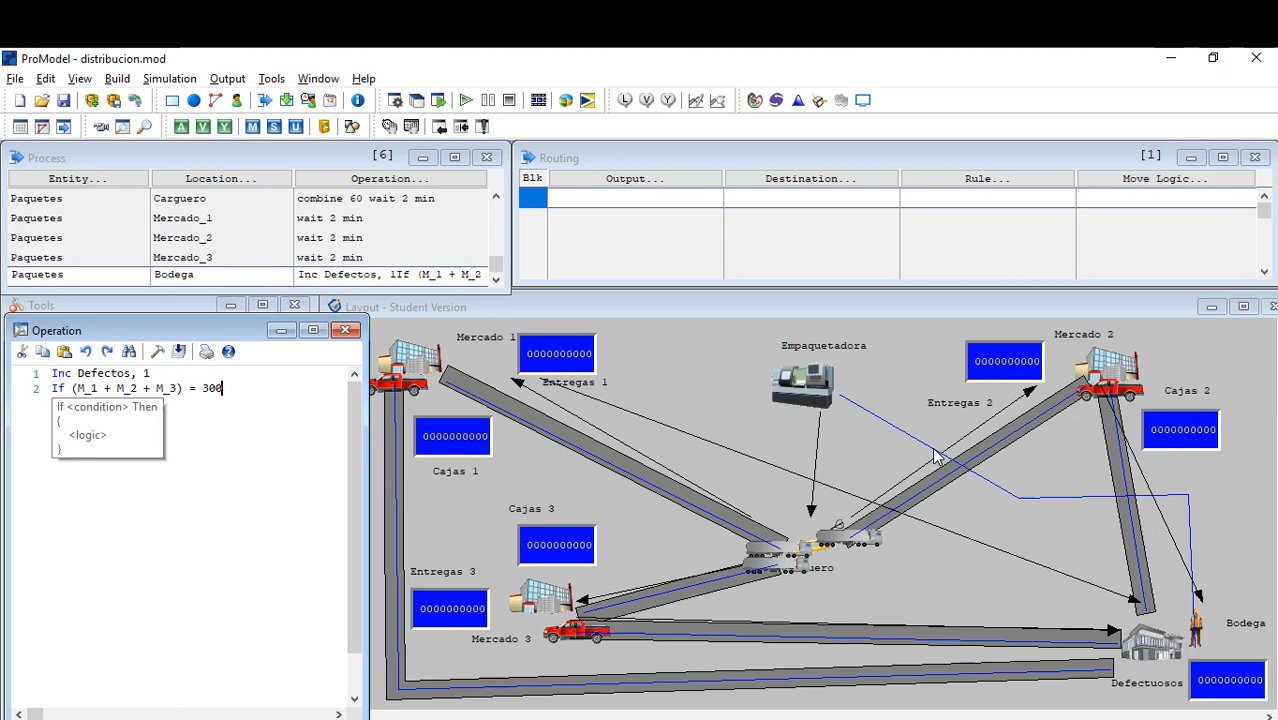 ProModel - distribucion.mod
File Edit View Build Simulation Output Tools Window Help
Process [6]
Entity... Location... Operation...
Paquetes Carguero combine 60 wait 2 min
Paquetes Mercado_1 wait 2 min
Paquetes Mercado_2 wait 2 min
Paquetes Mercado_3 wait 2 min
Paquetes Bodega Inc Defectos, 1If (M_1 + M_2
Routing [1]
Blk Output... Destination... Rule... Move Logic...
Tools
Layout - Student Version
Operation
1 Inc Defectos, 1
2 If (M_1 + M_2 + M_3) = 300
If <condition> Then
{
<logic>
}
Mercado 1
0000000000
Entregas 1
0000000000
Cajas 1
Empaquetadora
Mercado 2
0000000000
Entregas 2
Cajas 2
0000000000
Cajas 3
0000000000
Entregas 3
0000000000
Mercado 3
Bodega
Defectuosos 0000000000